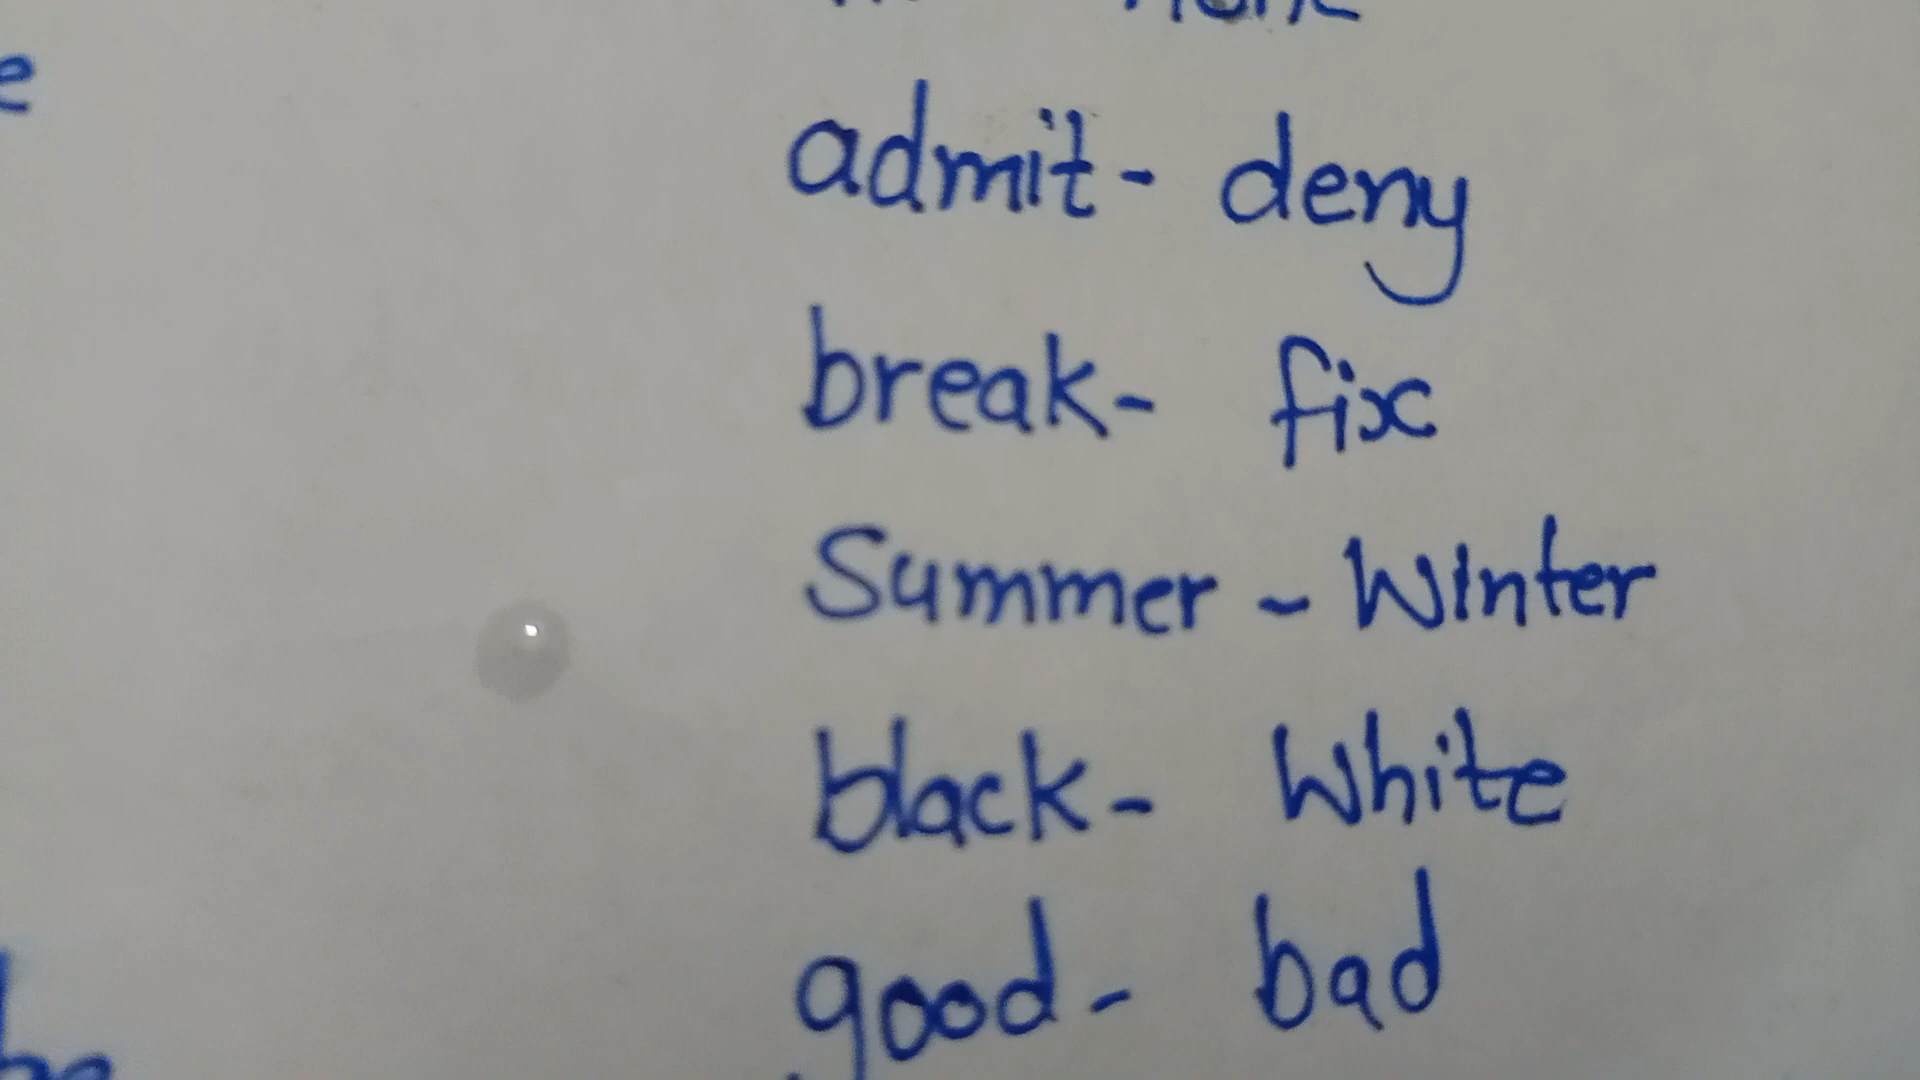 admit - deny
break - fix
Summer - Winter
black - White
good - bad